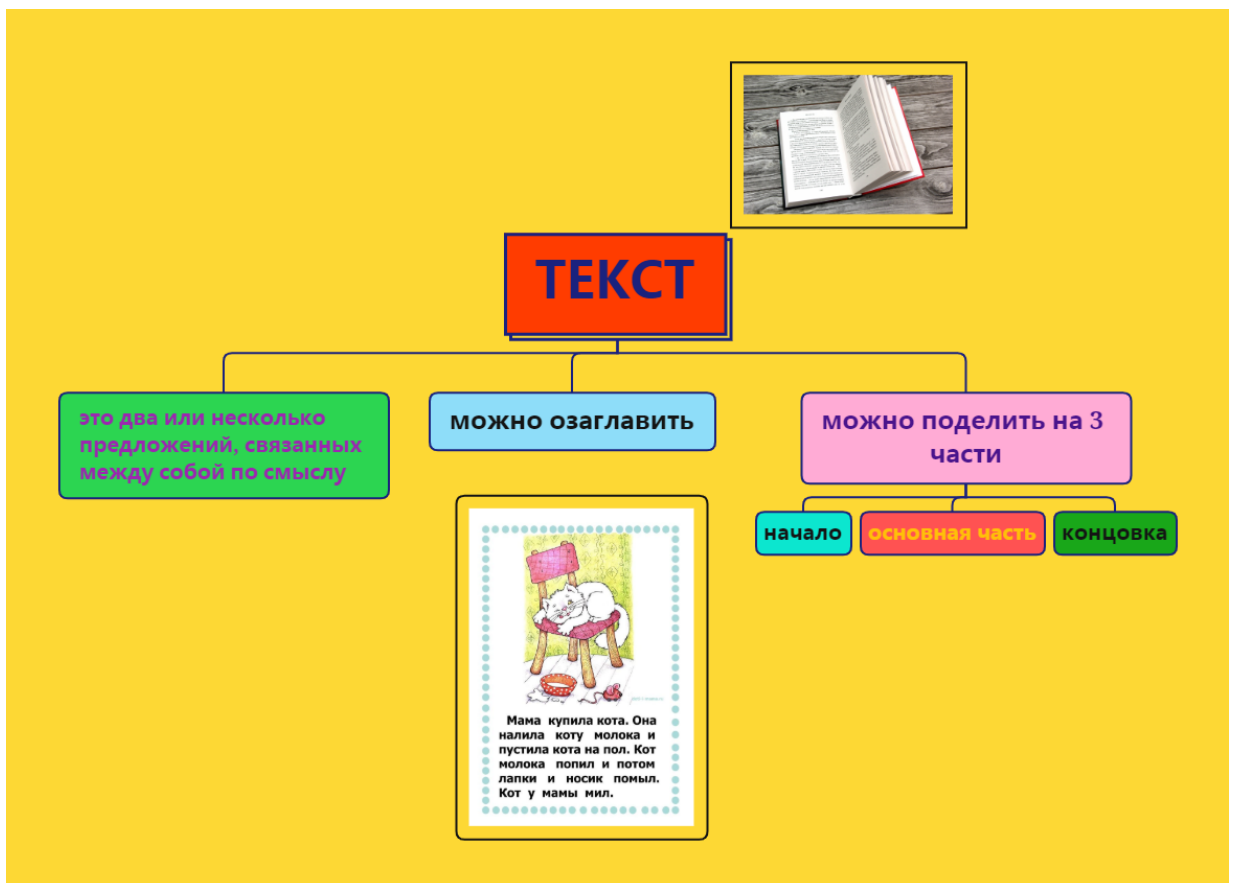 ТЕКСТ
это два или несколько
предложений, связанных
между собой по смыслу
можно озаглавить
можно поделить на 3
части
начало
основная часть
концовка
Мама купила кота. Она
налила коту молока и
пустила кота на пол. Кот
молока попил и потом
лапки и носик помыл.
Кот у мамы мил.